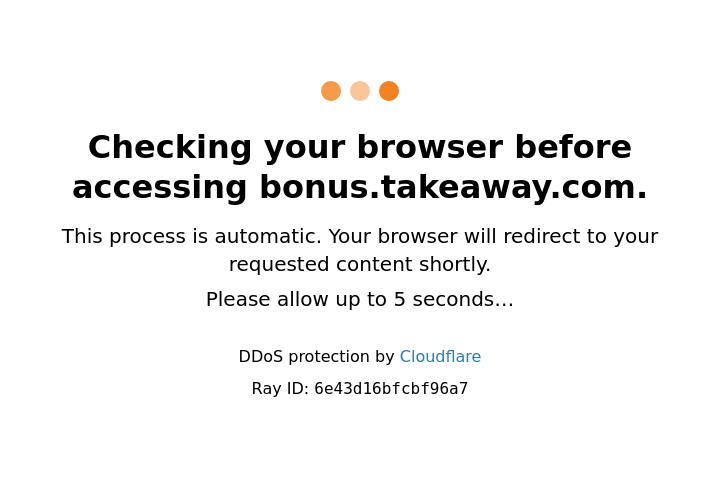 Checking your browser before
accessing bonus.takeaway.com.
This process is automatic. Your browser will redirect to your
requested content shortly.
Please allow up to 5 seconds…
DDoS protection by Cloudflare
Ray ID: 6e43d16bfcbf96a7